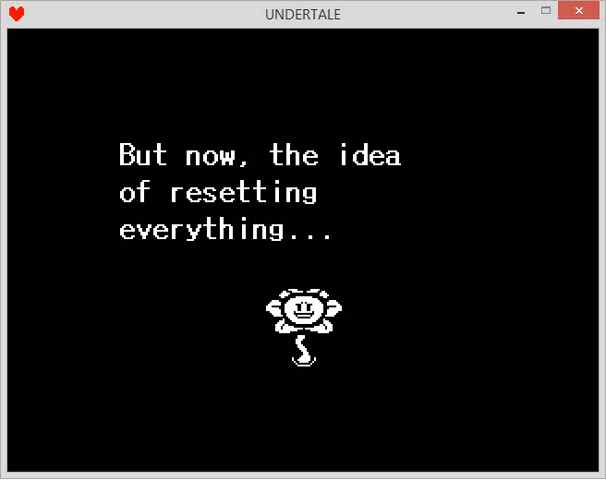 UNDERTALE
But now, the idea
of resetting
everything...